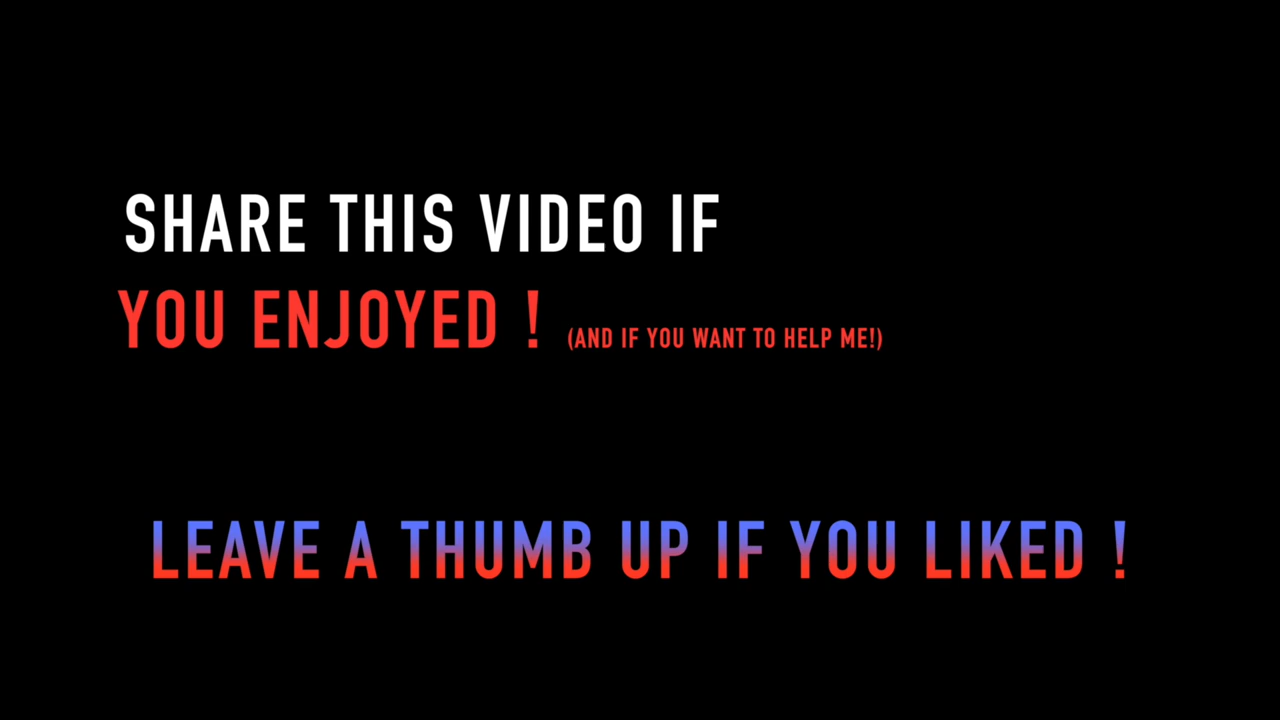 SHARE THIS VIDEO IF
YOU ENJOYED ! (AND IF YOU WANT TO HELP ME!)
LEAVE A THUMB UP IF YOU LIKED !